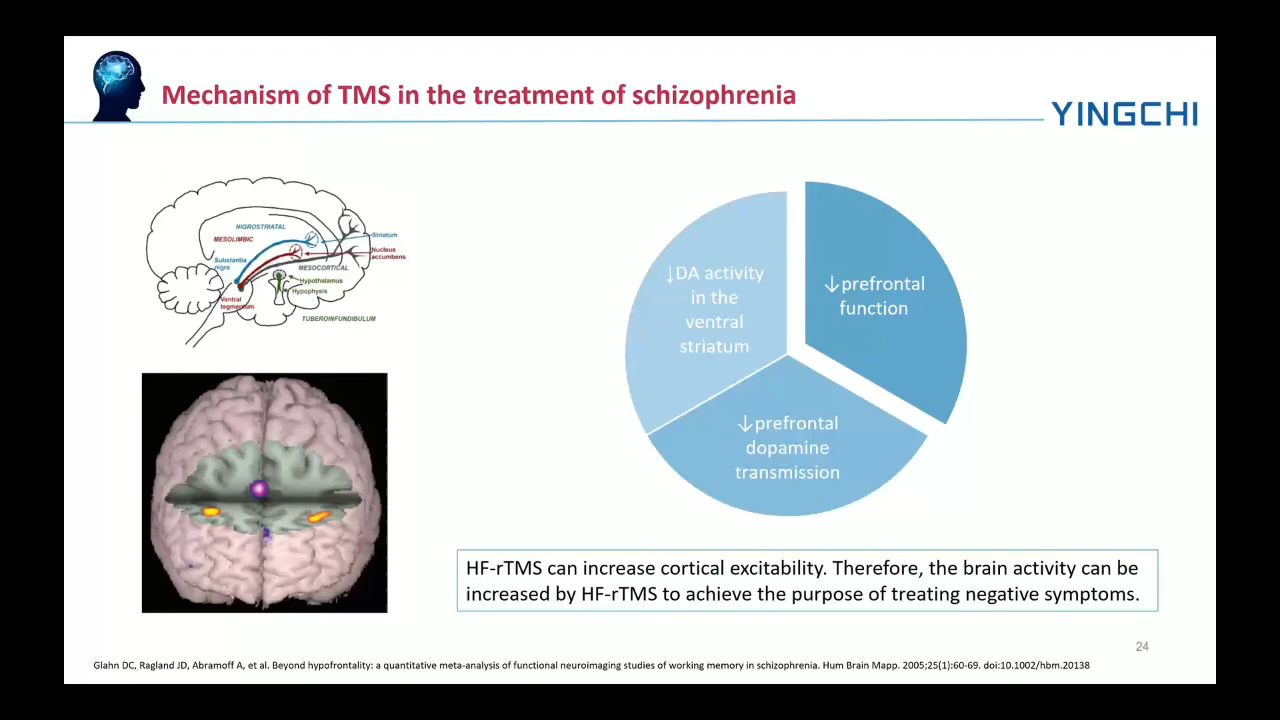 Mechanism of TMS in the treatment of schizophrenia
YINGCHI
NIGROSTRIATAL
MESOLIMBIC
Striatum
Nucleus
accumbens
Substantia
nigra
MESOCORTICAL
Hypothalamus
Hypophysis
Ventral
tegmentum
TUBEROINFUNDIBULUM
↓DA activity
in the
ventral
striatum
↓prefrontal
function
↓prefrontal
dopamine
transmission
HF-rTMS can increase cortical excitability. Therefore, the brain activity can be
increased by HF-rTMS to achieve the purpose of treating negative symptoms.
24
Glahn DC, Ragland JD, Abramoff A, et al. Beyond hypofrontality: a quantitative meta-analysis of functional neuroimaging studies of working memory in schizophrenia. Hum Brain Mapp. 2005;25(1):60-69. doi:10.1002/hbm.20138